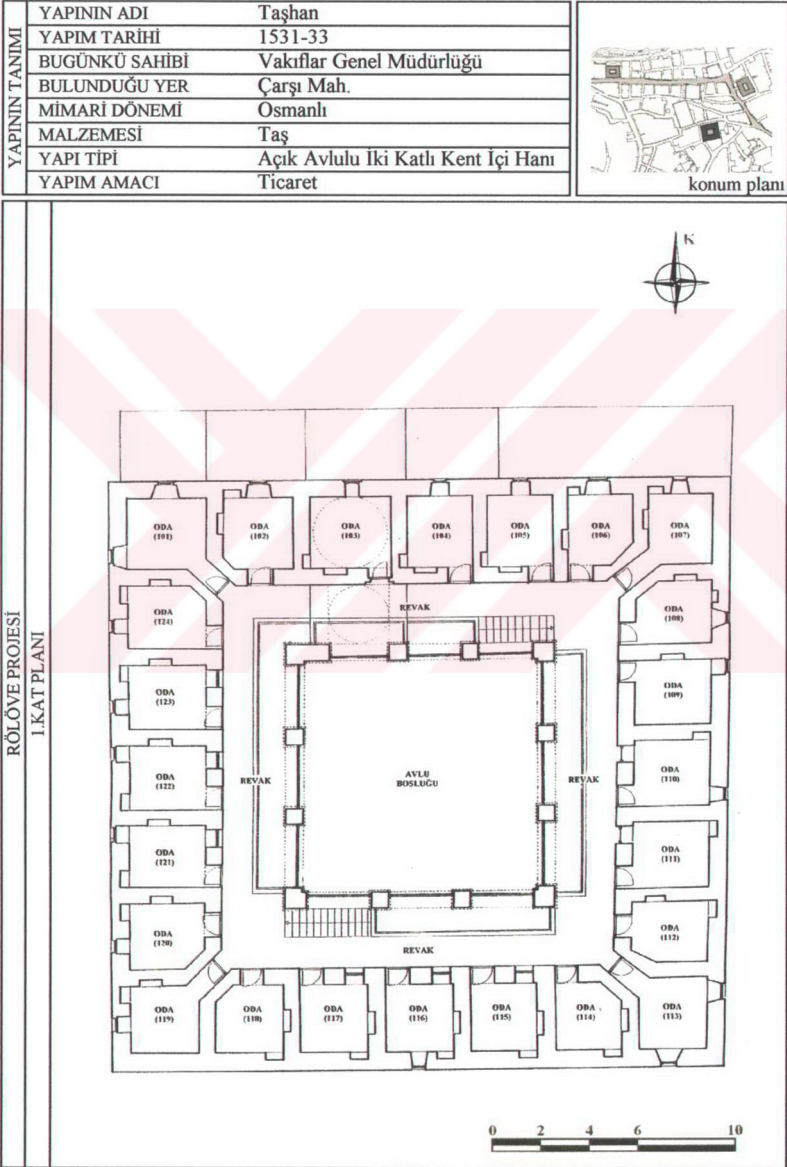 YAPININ TANIMI
YAPININ ADI Taşhan
YAPIM TARİHİ 1531-33
BUGÜNKÜ SAHİBİ Vakıflar Genel Müdürlüğü
BULUNDUĞU YER Çarşı Mah.
MİMARİ DÖNEMİ Osmanlı
MALZEMESİ Taş
YAPI TİPİ Açık Avlulu İki Katlı Kent İçi Hanı
YAPIM AMACI Ticaret
konum planı
RÖLÖVE PROJESİ
1.KAT PLANI
K
ODA (101)
ODA (102)
ODA (103)
ODA (104)
ODA (105)
ODA (106)
ODA (107)
REVAK
ODA (124)
ODA (108)
ODA (123)
ODA (109)
REVAK
AVLU
BOSLUĞU
REVAK
ODA (122)
ODA (110)
ODA (121)
ODA (111)
ODA (120)
ODA (112)
REVAK
ODA (119)
ODA (118)
ODA (117)
ODA (116)
ODA (115)
ODA (114)
ODA (113)
0 2 4 6 10